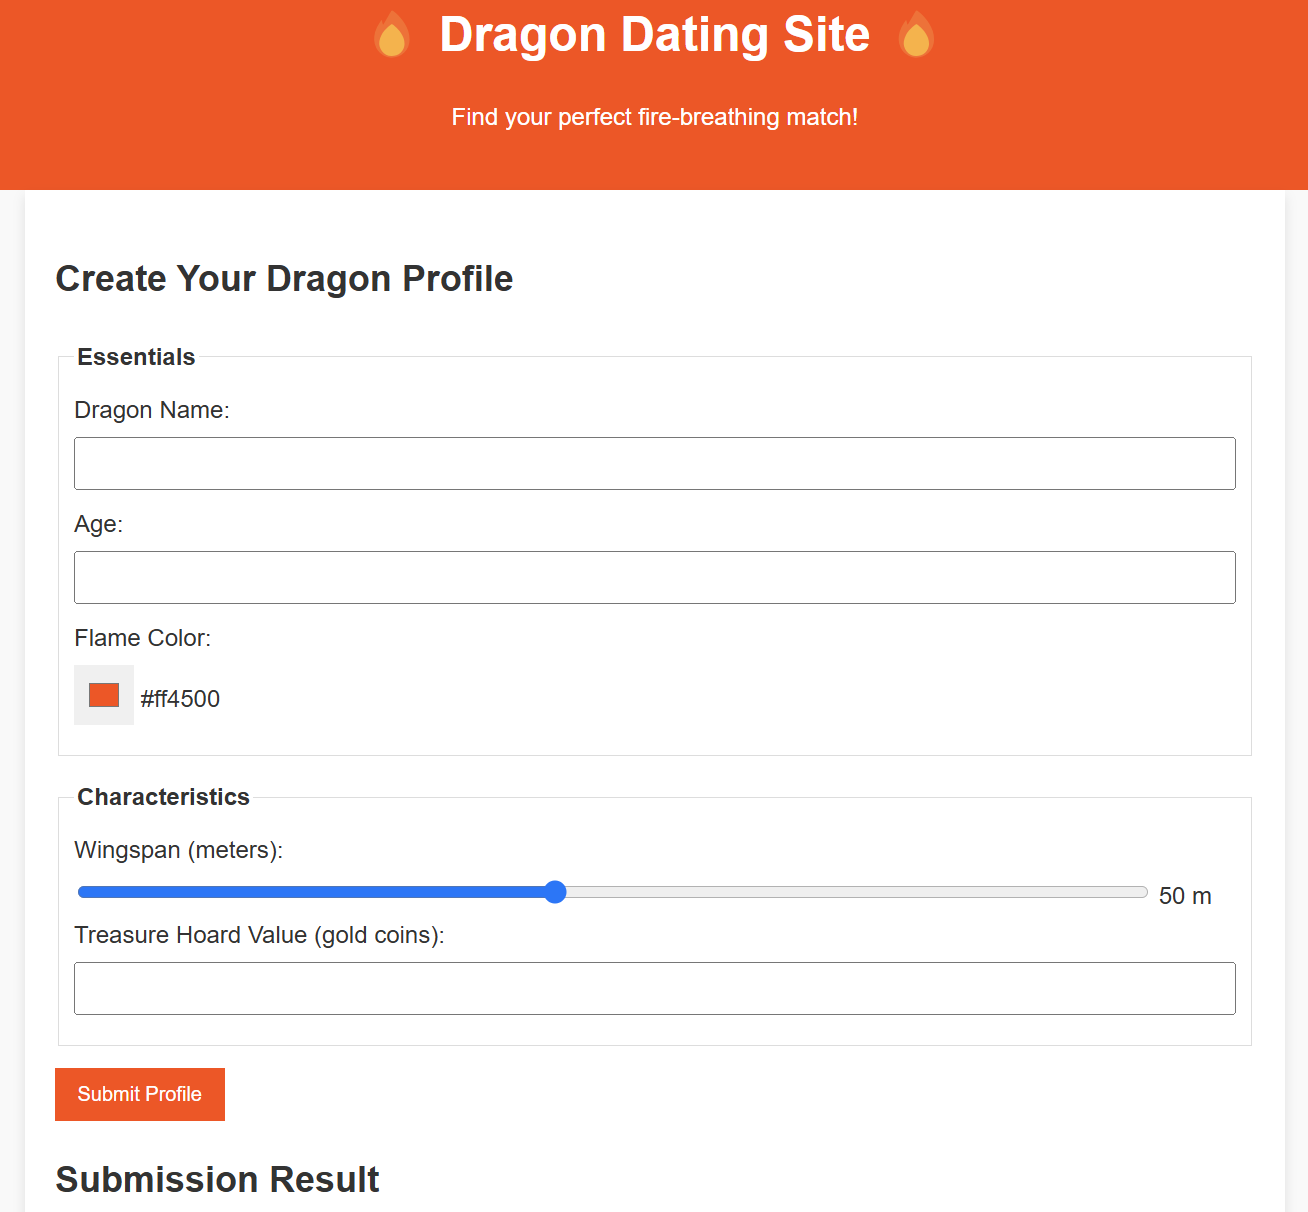 Dragon Dating Site
Find your perfect fire-breathing match!
Create Your Dragon Profile
Essentials
Dragon Name:
Age:
Flame Color:
#ff4500
Characteristics
Wingspan (meters):
50 m
Treasure Hoard Value (gold coins):
Submit Profile
Submission Result